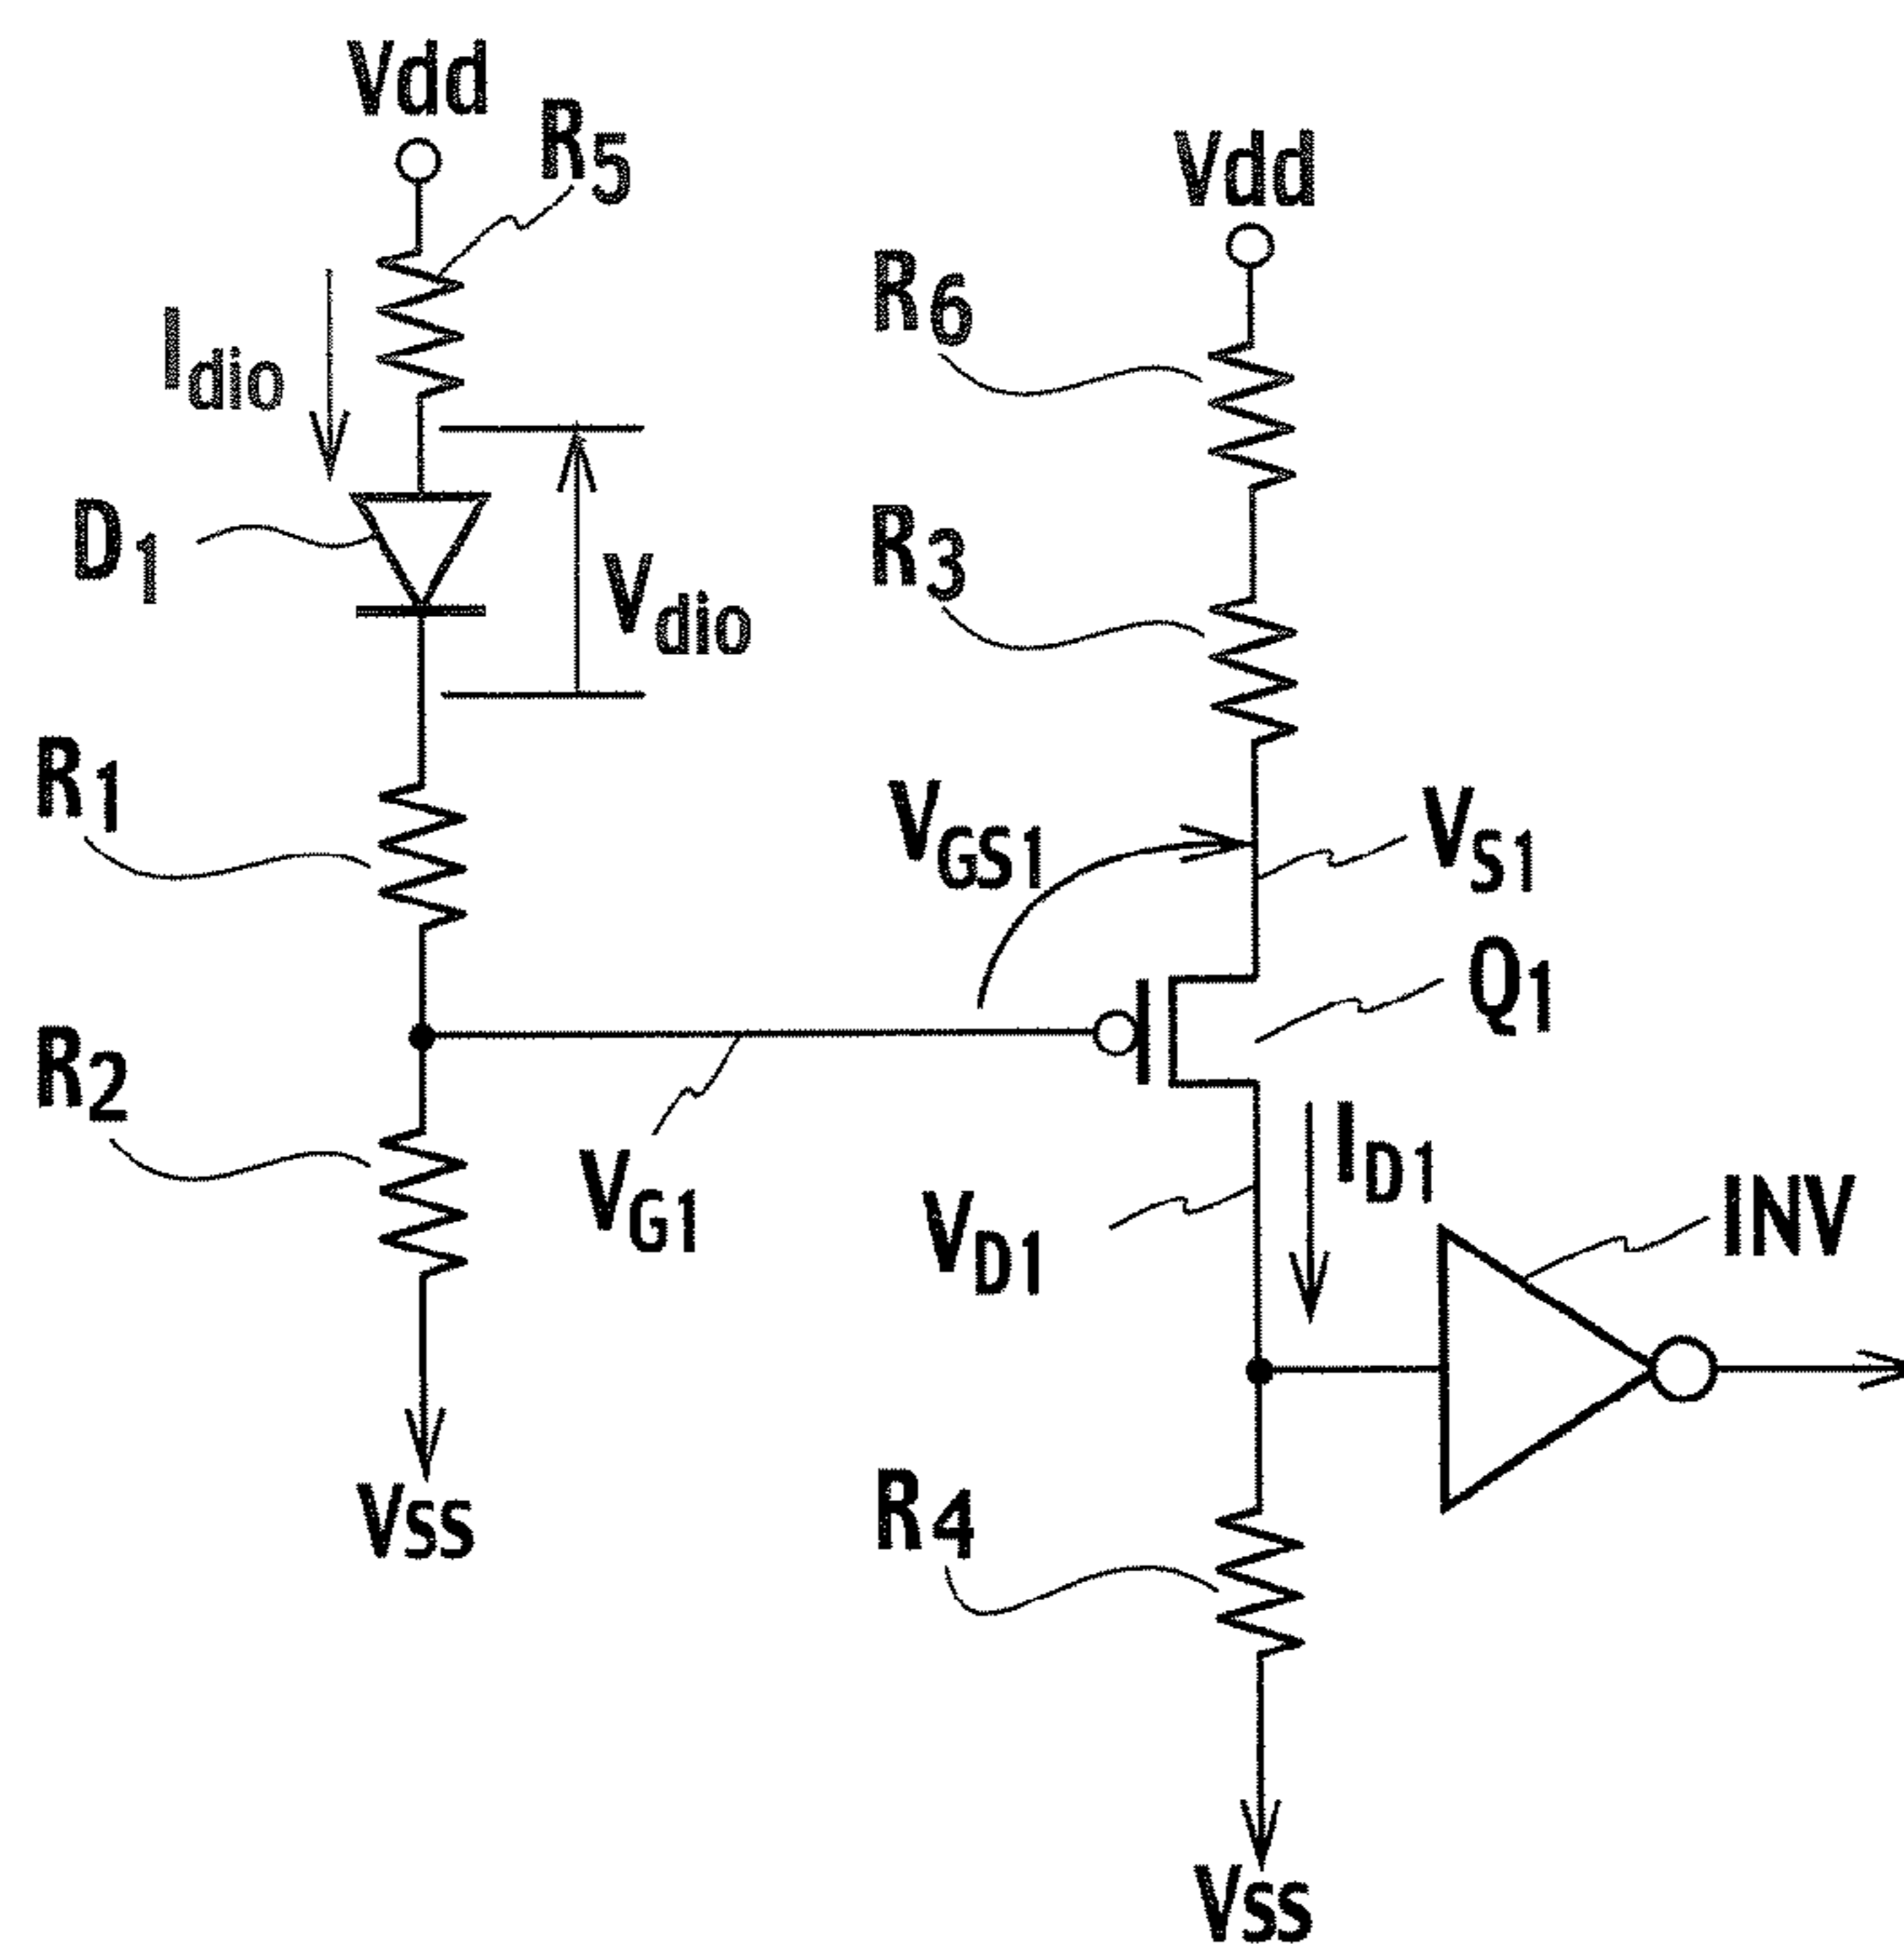 Vdd
R5
Vdd
R6
Idio
D1
R3
Vdio
R1
VGS1
VS1
Q1
R2
ID1
VG1
VD1
INV
R4
VSS
VSS